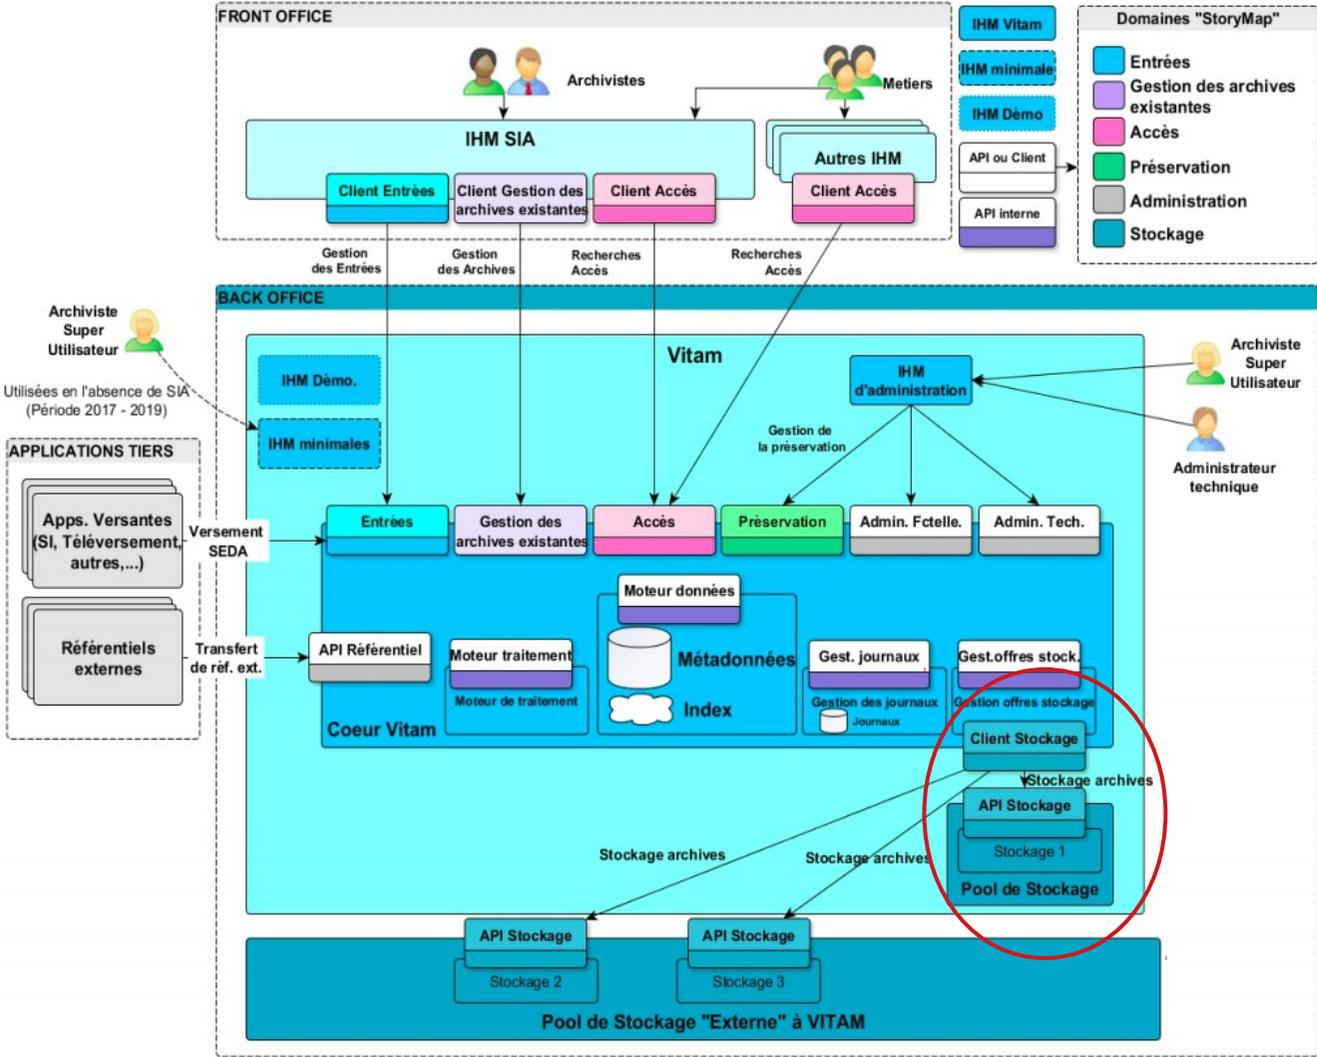 FRONT OFFICE
Archivistes
Metiers
IHM SIA
Autres IHM
Client Entrèes
Client Gestion des
archives existantes
Client Accès
Client Accès
IHM Vitam
IHM minimale
IHM Dèmo
API ou Client
API interne
Domaines "StoryMap"
Entrées
Gestion des archives
existantes
Accès
Préservation
Administration
Stockage
Gestion
des Entrées
Gestion
des Archives
Recherches
Accès
Recherches
Accès
BACK OFFICE
Archiviste
Super
Utilisateur
Utilisées en l'absence de SIA
(Période 2017 - 2019)
Vitam
IHM Dèmo.
IHM minimales
IHM
d'administration
Archiviste
Super
Utilisateur
Administrateur
technique
Gestion de
la prèservation
APPLICATIONS TIERS
Apps. Versantes
(SI, Téléversement,
autres,...)
Versement
SEDA
Référentiels
externes
Transfert
de rèf. ext.
Entrées
Gestion des
archives existantes
Accès
Prèservation
Admin. Fctelle.
Admin. Tech.
API Rèférentiel
Moteur traitement
Moteur de traitement
Moteur données
Métadonnées
Index
Gest. journaux
Gestion des journaux
Journaux
Gest.offres stock.
Gestion offres stockage
Coeur Vitam
Client Stockage
Stockage archives
API Stockage
Stockage 1
Pool de Stockage
Stockage archives
Stockage archives
API Stockage
Stockage 2
API Stockage
Stockage 3
Pool de Stockage "Externe" à VITAM